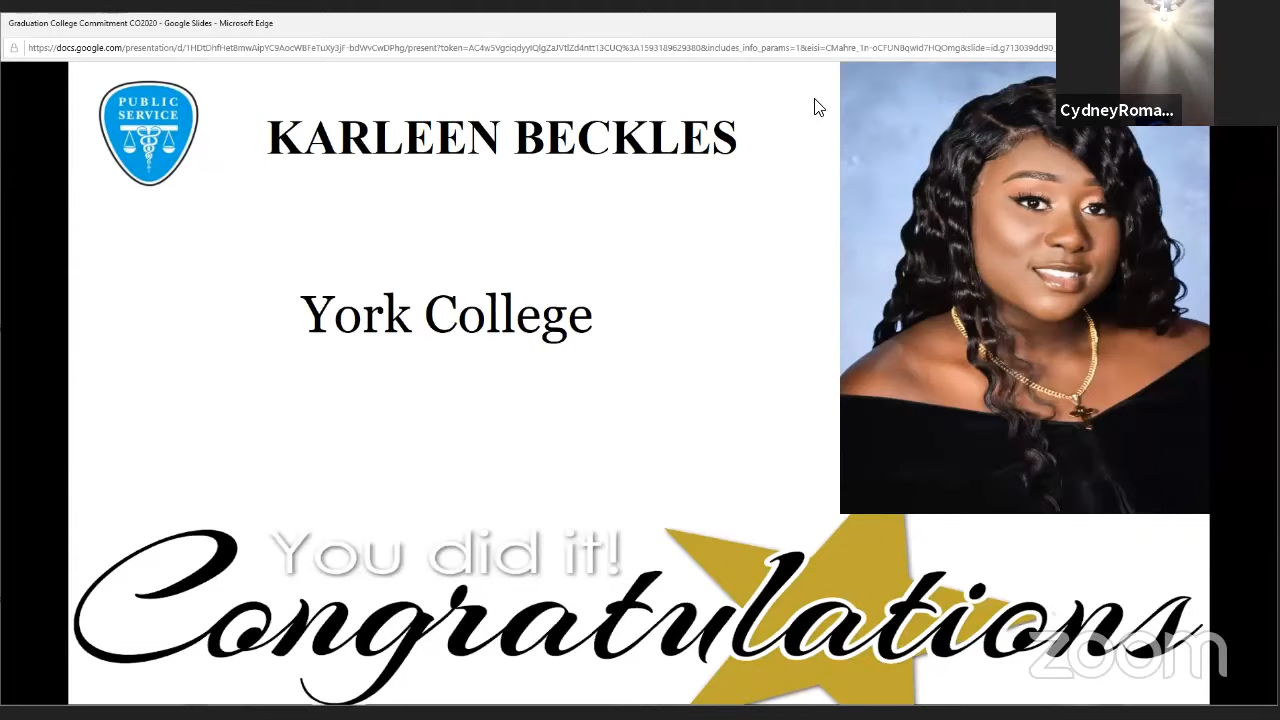 Graduation College Commitment CO2020 - Google Slides - Microsoft Edge
CydneyRoma...
PUBLIC
SERVICE
KARLEEN BECKLES
York College
You did it!
Congratulations
zoom